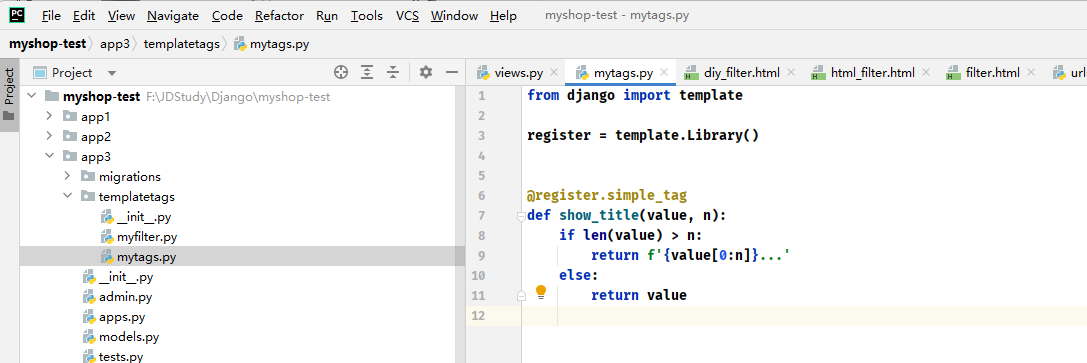 PC File Edit View Navigate Code Refactor Run Tools VCS Window Help myshop-test - mytags.py
myshop-test app3 templatetags mytags.py
Project
Project
views.py mytags.py diy_filter.html html_filter.html filter.html url
myshop-test F:\JDStudy\Django\myshop-test
app1
app2
app3
migrations
templatetags
__init__.py
myfilter.py
mytags.py
__init__.py
admin.py
apps.py
models.py
tests.py
1 from django import template
2
3 register = template.Library()
4
5
6 @register.simple_tag
7 def show_title(value, n):
8     if len(value) > n:
9         return f'{value[0:n]}...'
10     else:
11         return value
12